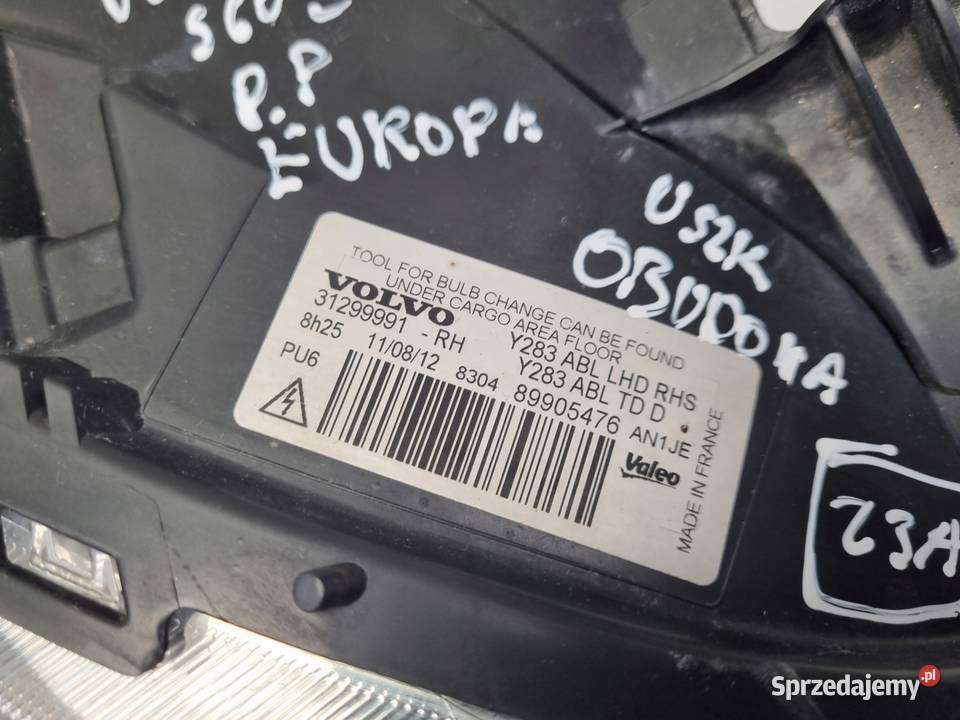 P.P
EUROPA
USZK
OBUDOWA
23A
TOOL FOR BULB CHANGE CAN BE FOUND
UNDER CARGO AREA FLOOR
VOLVO
31299991 -RH
Y283 ABL LHD RHS
8h25
11/08/12
Y283 ABL TD D
PU6
8304
89905476
AN1JE
Valeo
MADE IN FRANCE
Sprzedajemy.pl